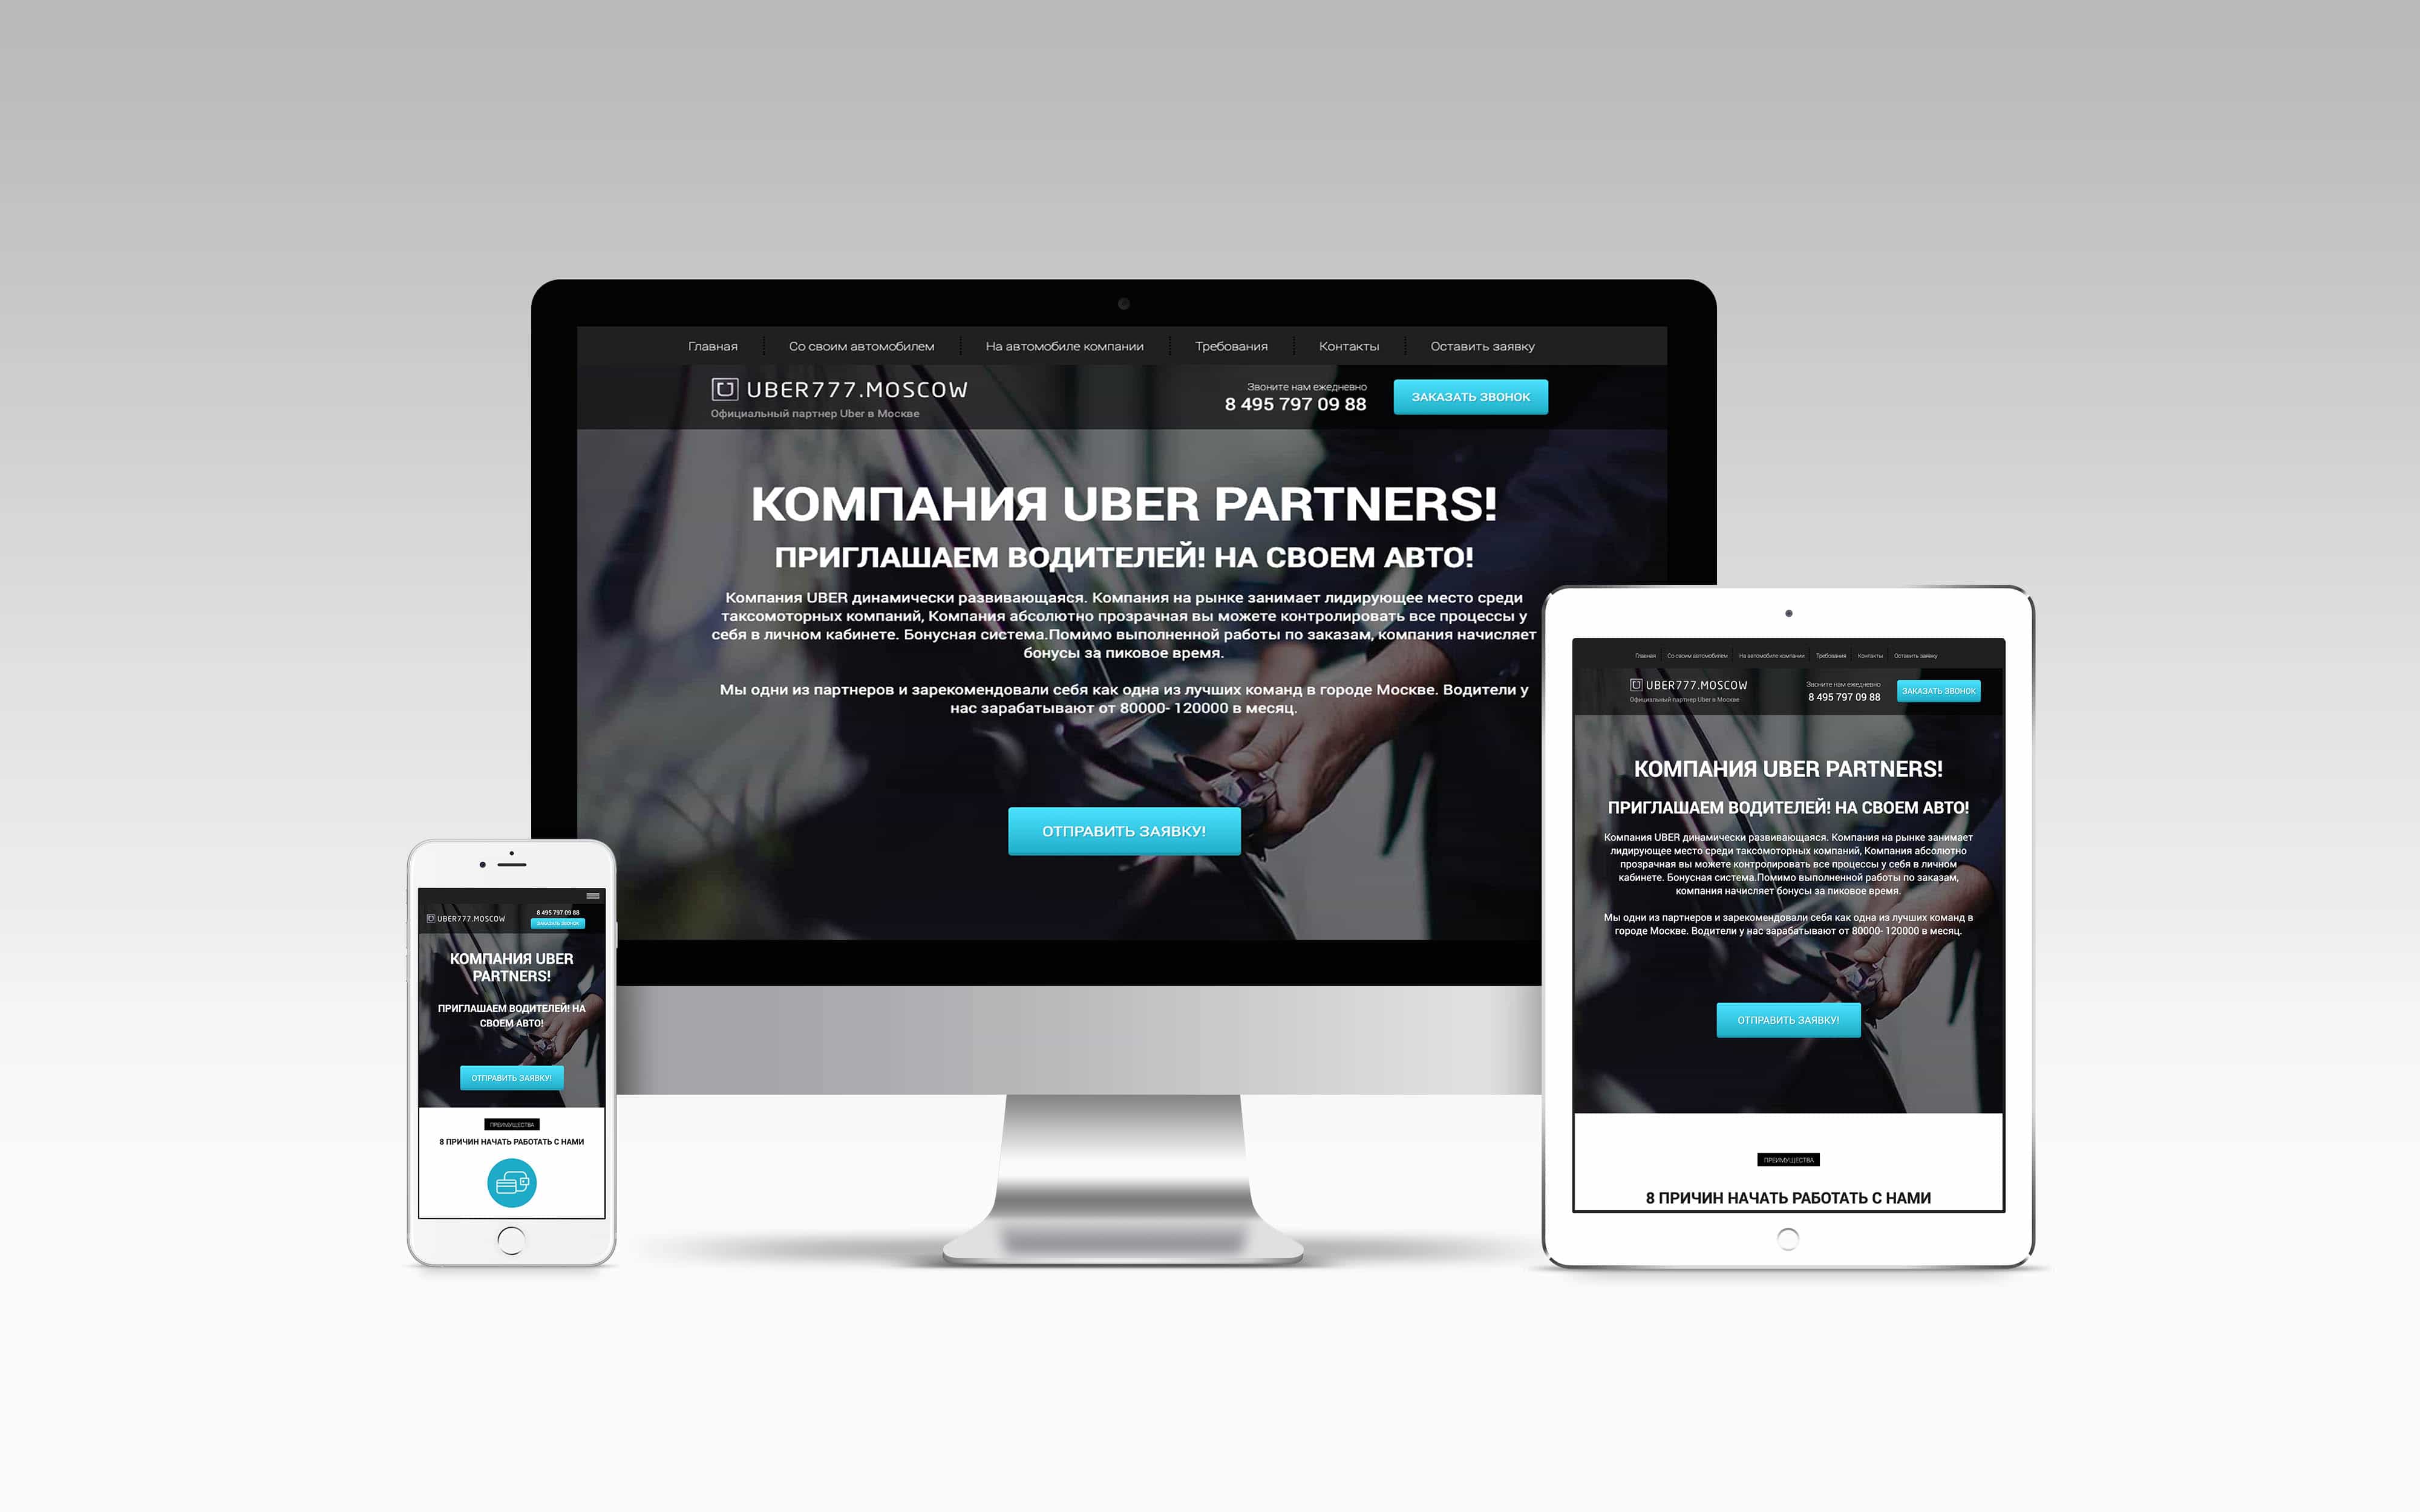 Главная Со своим автомобилем На автомобиле компании Требования Контакты Оставить заявку
UBER777.MOSCOW
Официальный партнер Uber в Москве
Звоните нам ежедневно
8 495 797 09 88
ЗАКАЗАТЬ ЗВОНОК
КОМПАНИЯ UBER PARTNERS!
ПРИГЛАШАЕМ ВОДИТЕЛЕЙ! НА СВОЕМ АВТО!
Компания UBER динамически развивающаяся. Компания на рынке занимает лидирующее место среди
таксомоторных компаний, Компания абсолютно прозрачная вы можете контролировать все процессы у
себя в личном кабинете. Бонусная система.Помимо выполненной работы по заказам, компания начисляет
бонусы за пиковое время.
Мы одни из партнеров и зарекомендовали себя как одна из лучших команд в городе Москве. Водители у
нас зарабатывают от 80000- 120000 в месяц.
ОТПРАВИТЬ ЗАЯВКУ!
Главная Со своим автомобилем На автомобиле компании Требования Контакты Оставить заявку
UBER777.MOSCOW
Официальный партнер Uber в Москве
Звоните нам ежедневно
8 495 797 09 88
ЗАКАЗАТЬ ЗВОНОК
КОМПАНИЯ UBER PARTNERS!
ПРИГЛАШАЕМ ВОДИТЕЛЕЙ! НА СВОЕМ АВТО!
Компания UBER динамически развивающаяся. Компания на рынке занимает
лидирующее место среди таксомоторных компаний, Компания абсолютно
прозрачная вы можете контролировать все процессы у себя в личном
кабинете. Бонусная система.Помимо выполненной работы по заказам,
компания начисляет бонусы за пиковое время.
Мы одни из партнеров и зарекомендовали себя как одна из лучших команд в
городе Москве. Водители у нас зарабатывают от 80000- 120000 в месяц.
ОТПРАВИТЬ ЗАЯВКУ!
ПРЕИМУЩЕСТВА
8 ПРИЧИН НАЧАТЬ РАБОТАТЬ С НАМИ
UBER777.MOSCOW
8 495 797 09 88
ЗАКАЗАТЬ ЗВОНОК
КОМПАНИЯ UBER
PARTNERS!
ПРИГЛАШАЕМ ВОДИТЕЛЕЙ! НА
СВОЕМ АВТО!
ОТПРАВИТЬ ЗАЯВКУ!
ПРЕИМУЩЕСТВА
8 ПРИЧИН НАЧАТЬ РАБОТАТЬ С НАМИ